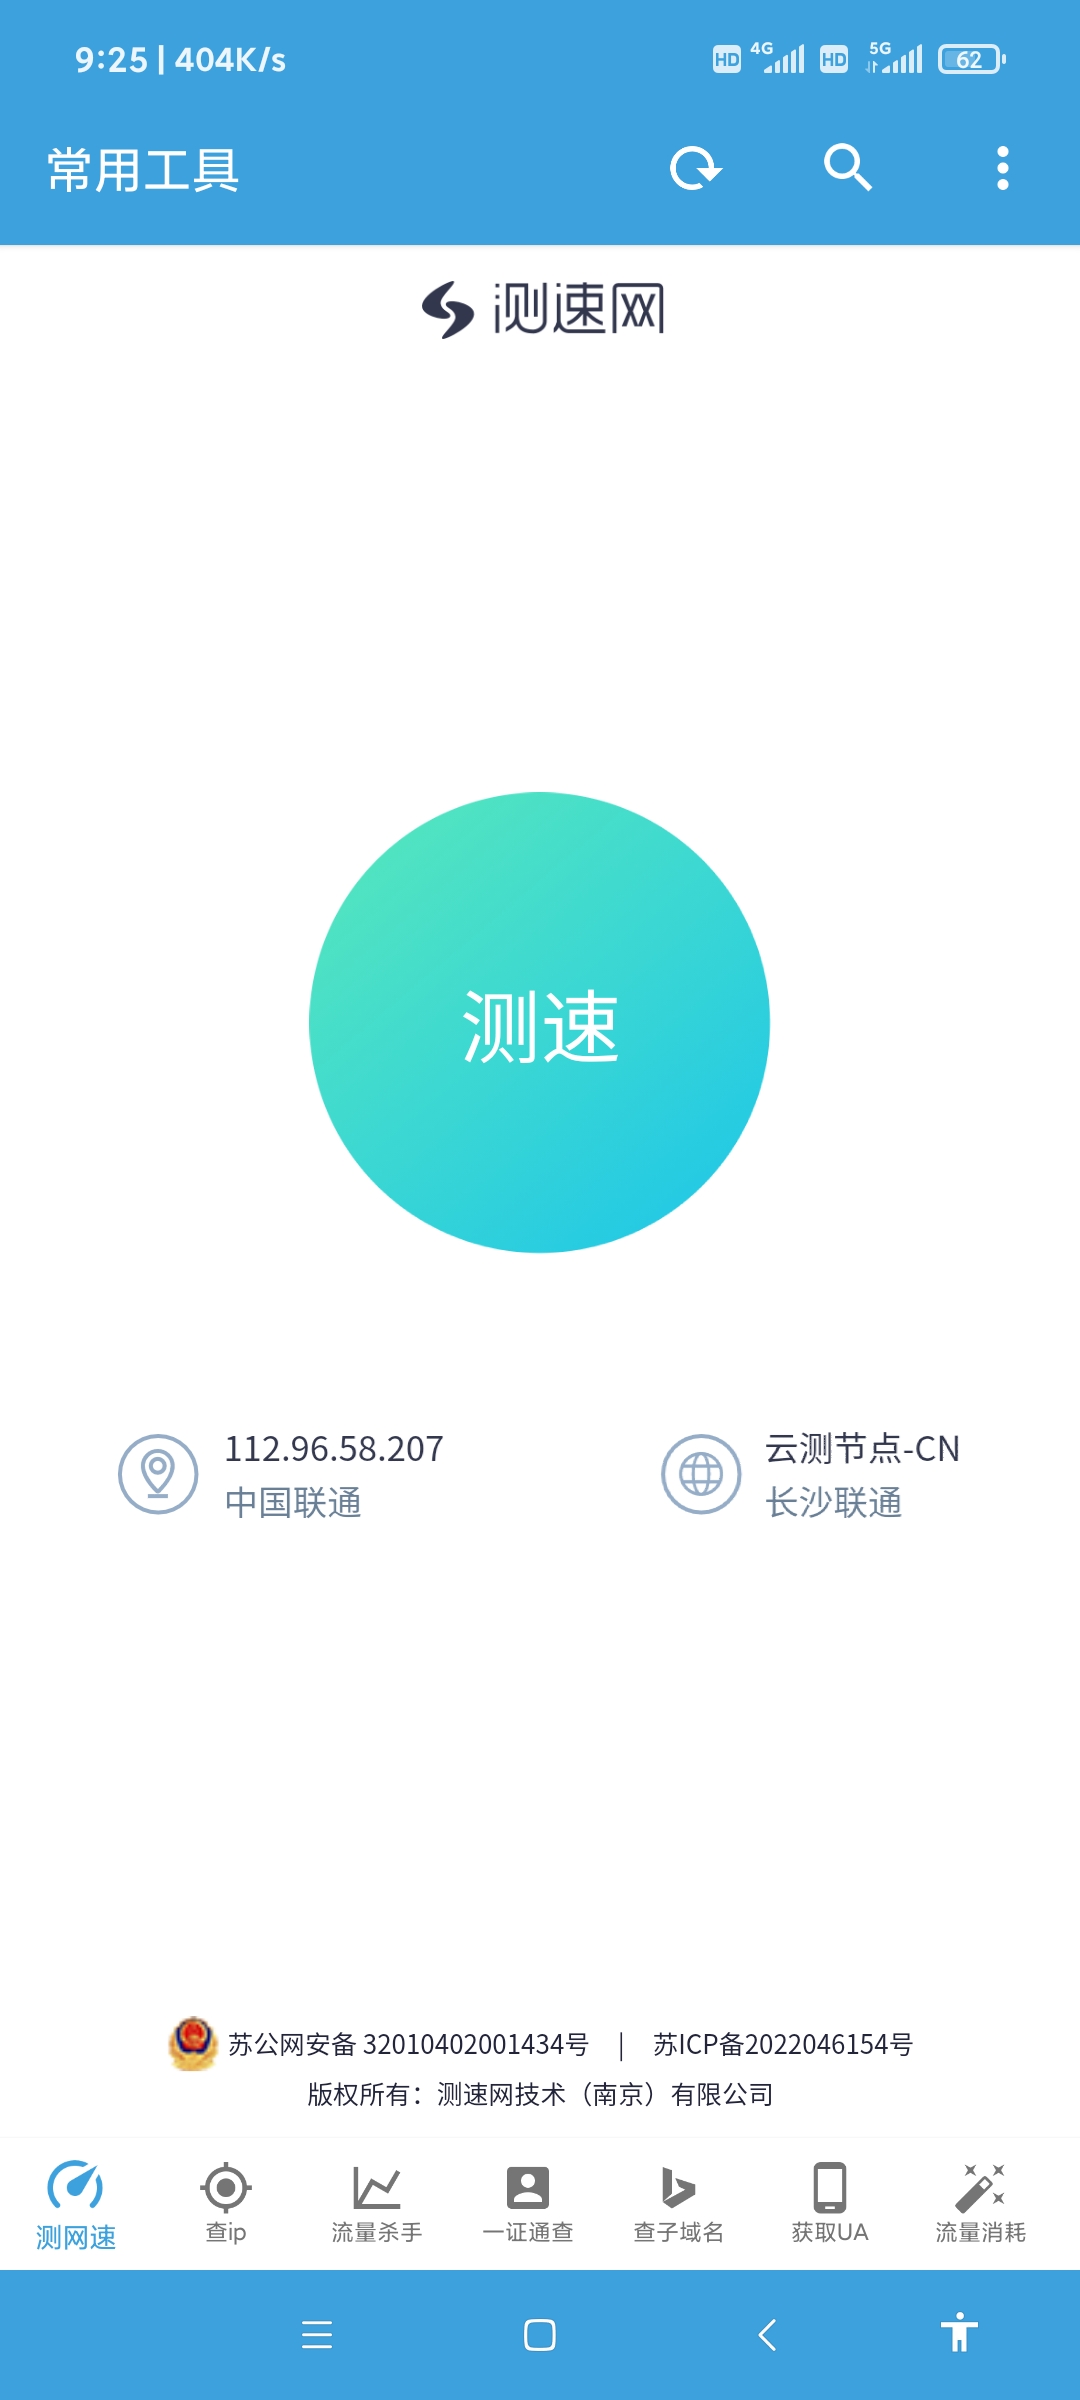 9:25 | 404K/s HD 4G HD 5G 62
常用工具
测速网
测速
112.96.58.207
中国联通
云测节点-CN
长沙联通
苏公网安备 32010402001434号 | 苏ICP备2022046154号
版权所有：测速网技术（南京）有限公司
测网速 查ip 流量杀手 一证通查 查子域名 获取UA 流量消耗